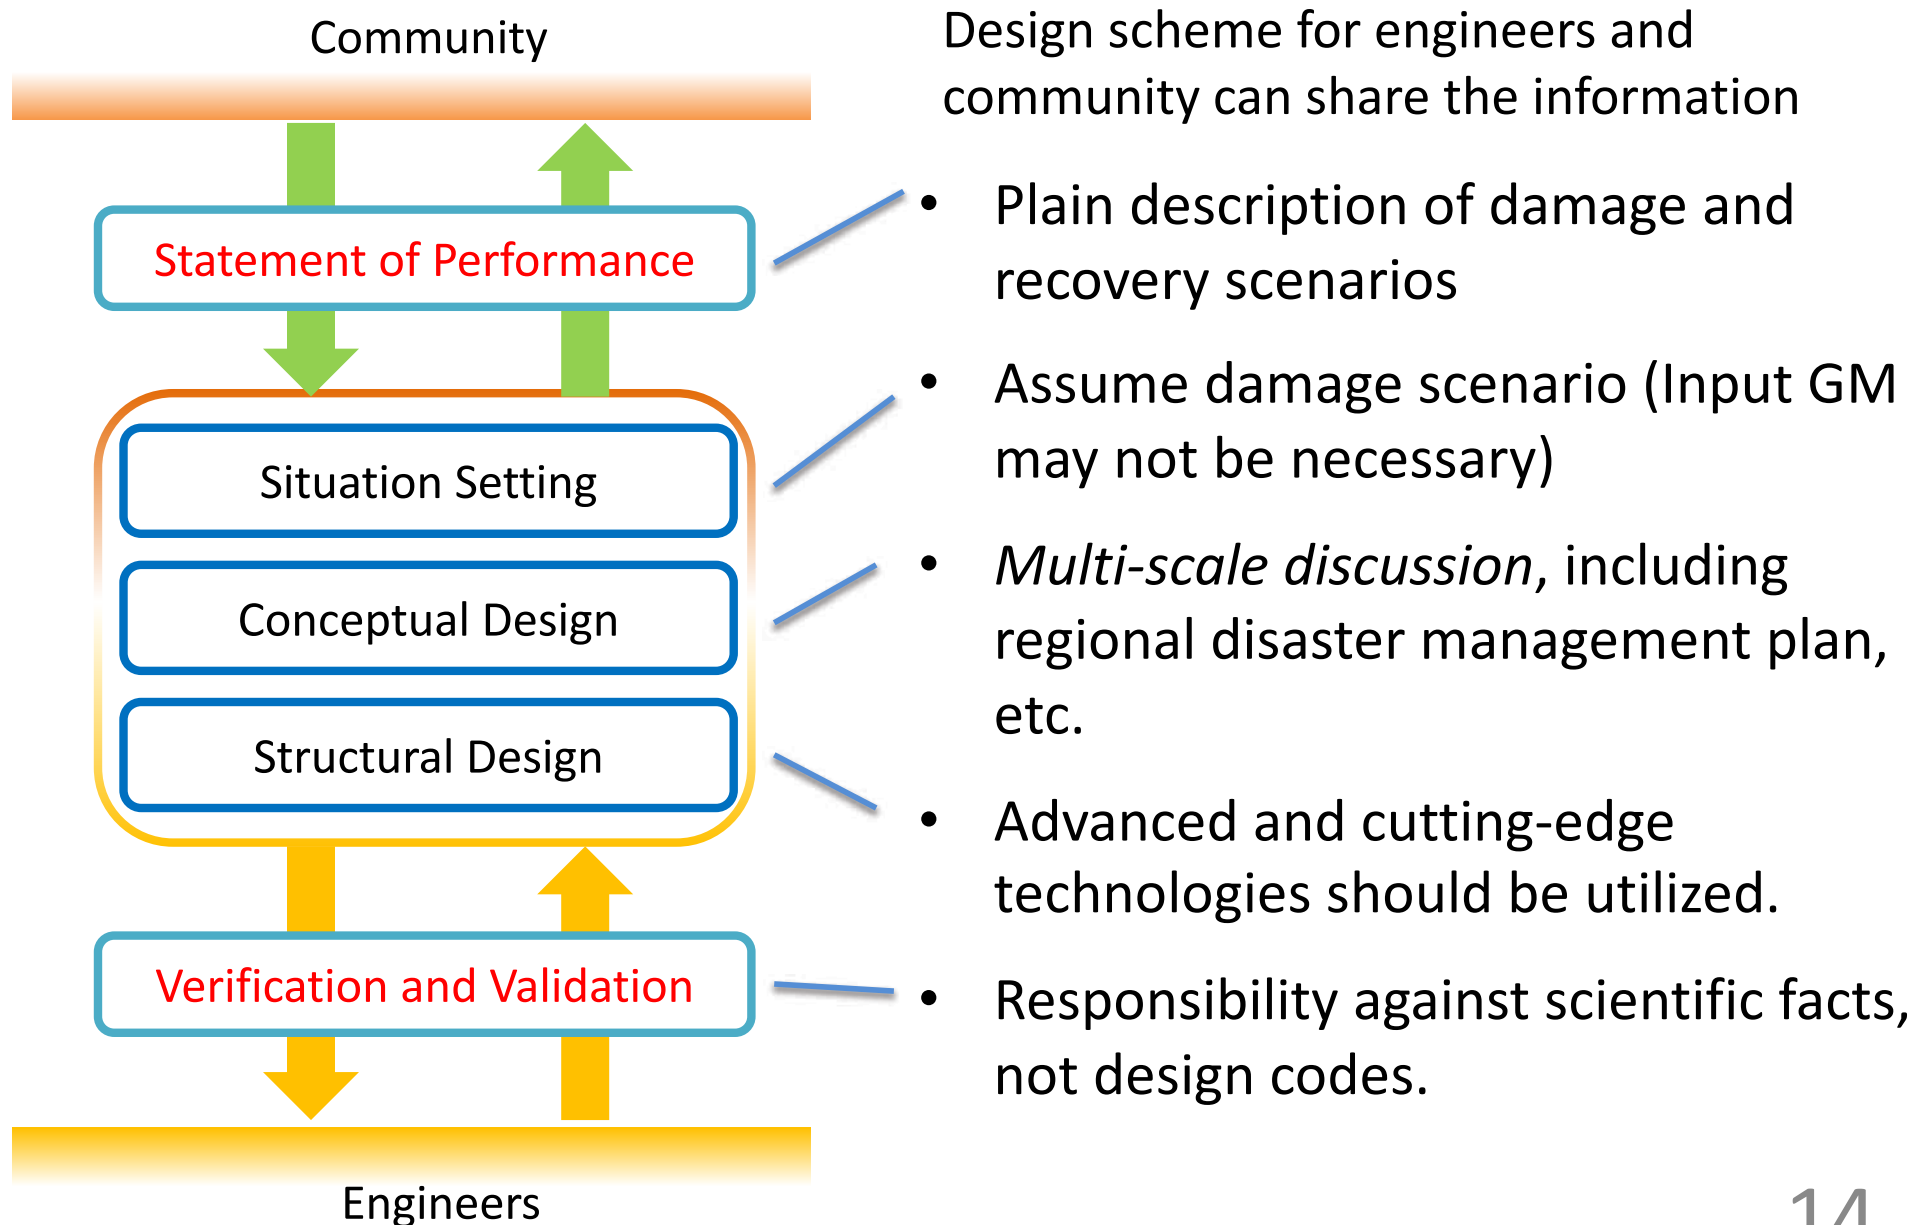 Community
Statement of Performance
Situation Setting
Conceptual Design
Structural Design
Verification and Validation
Engineers
Design scheme for engineers and
community can share the information
• Plain description of damage and
recovery scenarios
• Assume damage scenario (Input GM
may not be necessary)
• Multi-scale discussion, including
regional disaster management plan,
etc.
• Advanced and cutting-edge
technologies should be utilized.
• Responsibility against scientific facts,
not design codes.
14